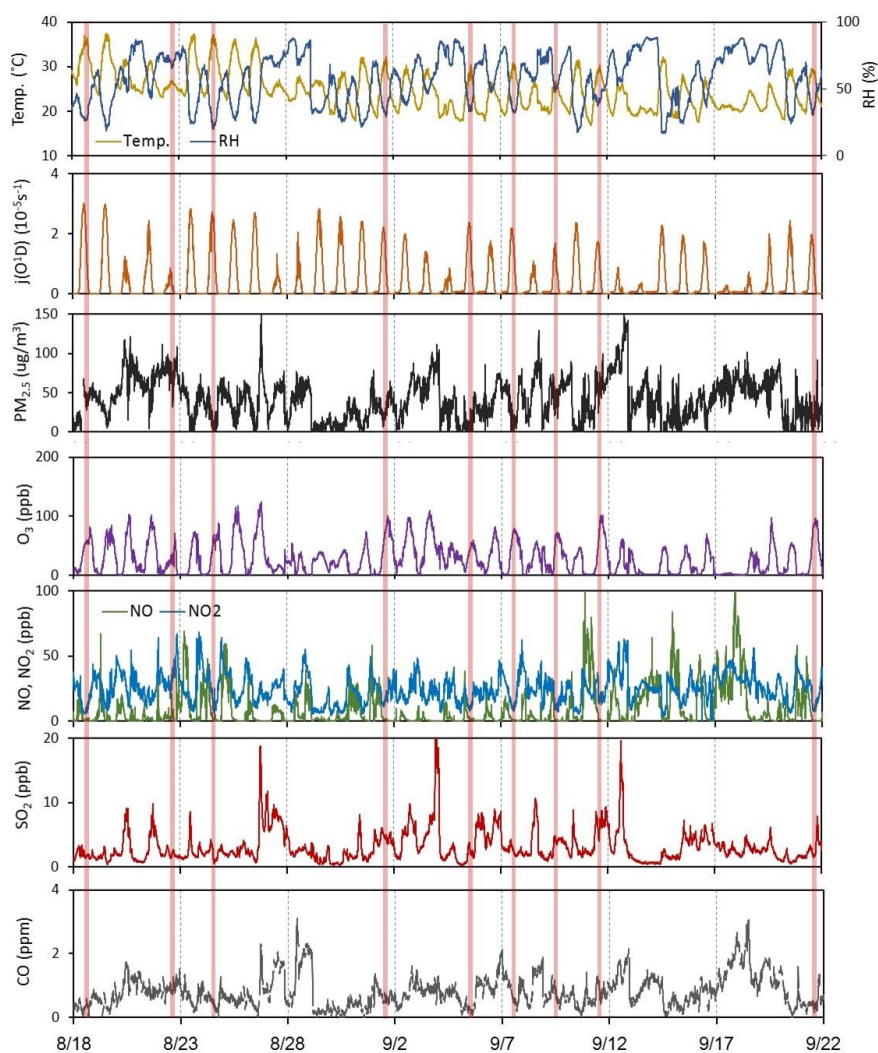 40
30
20
10
Temp. (˚C)
Temp.
RH
100
50
0
RH (%)
4
2
0
j(O¹D) (10⁻⁵s⁻¹)
150
100
50
0
PM₂.₅ (ug/m³)
200
100
0
O₃ (ppb)
100
50
0
NO, NO₂ (ppb)
NO
NO2
20
10
0
SO₂ (ppb)
4
2
0
CO (ppm)
8/18 8/23 8/28 9/2 9/7 9/12 9/17 9/22